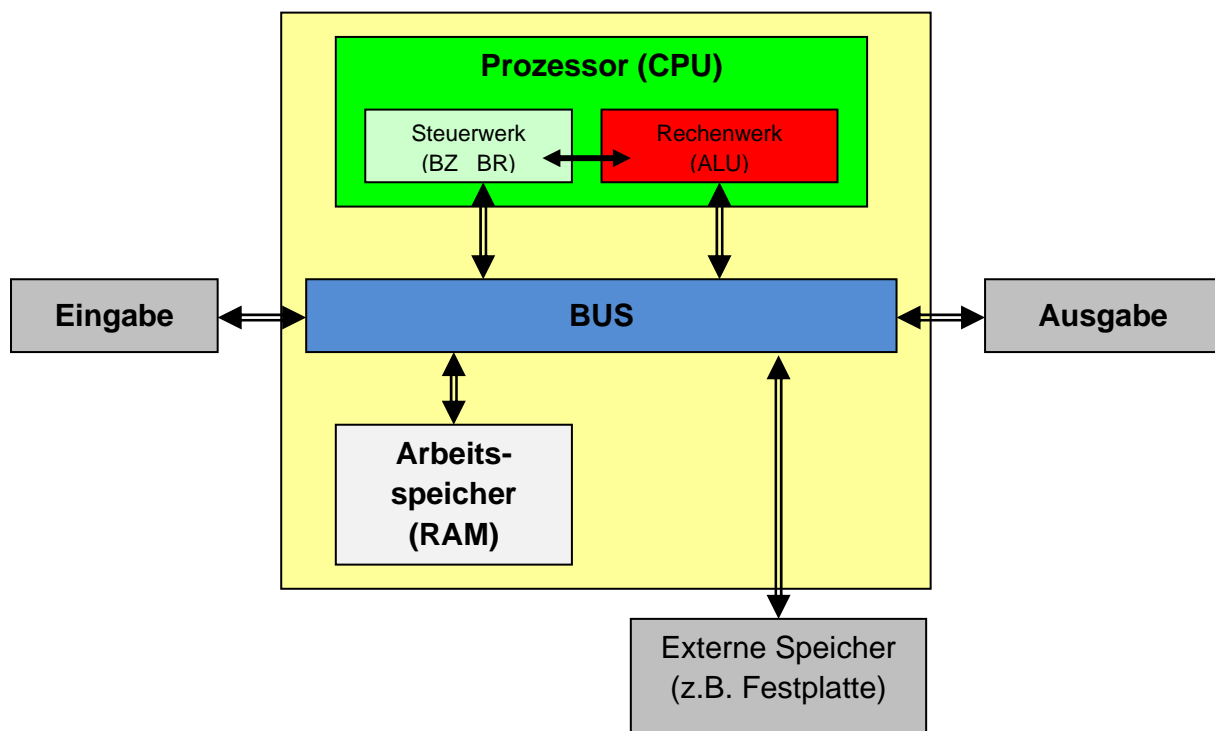 Prozessor (CPU)
Steuerwerk
(BZ BR)
Rechenwerk
(ALU)
Eingabe
BUS
Ausgabe
Arbeits-
speicher
(RAM)
Externe Speicher
(z.B. Festplatte)